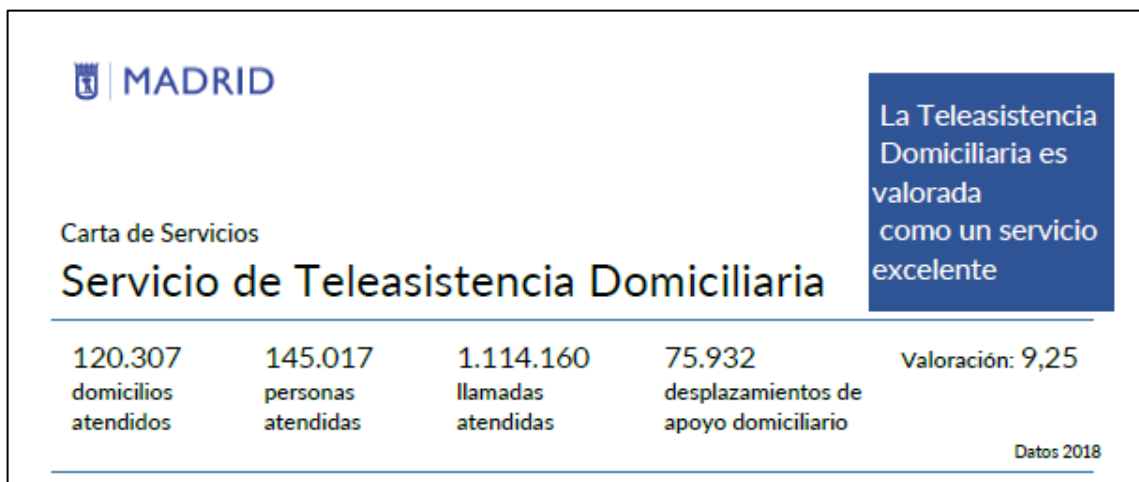 MADRID
La Teleasistencia
Domiciliaria es
valorada
como un servicio
excelente
Carta de Servicios
Servicio de Teleasistencia Domiciliaria
120.307
domicilios
atendidos
145.017
personas
atendidas
1.114.160
llamadas
atendidas
75.932
desplazamientos de
apoyo domiciliario
Valoración: 9,25
Datos 2018